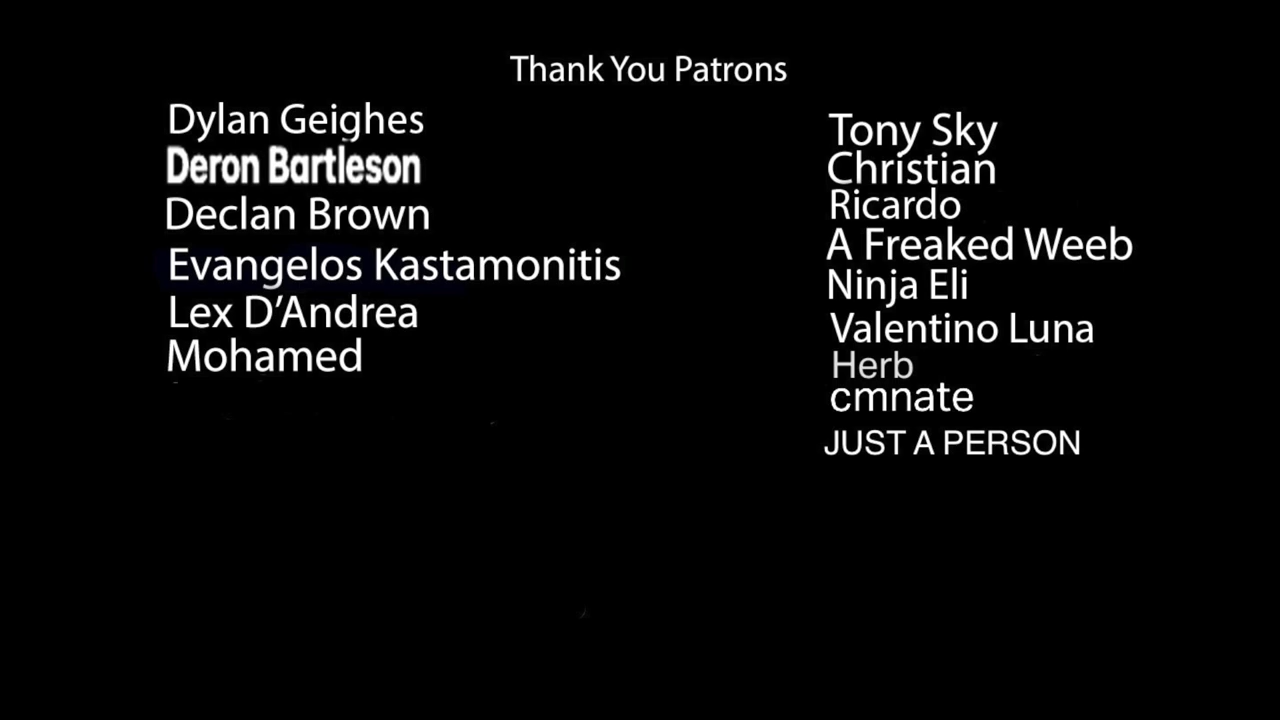 Thank You Patrons
Dylan Geighes
Deron Bartleson
Declan Brown
Evangelos Kastamonitis
Lex D’Andrea
Mohamed
Tony Sky
Christian
Ricardo
A Freaked Weeb
Ninja Eli
Valentino Luna
Herb
cmnate
JUST A PERSON